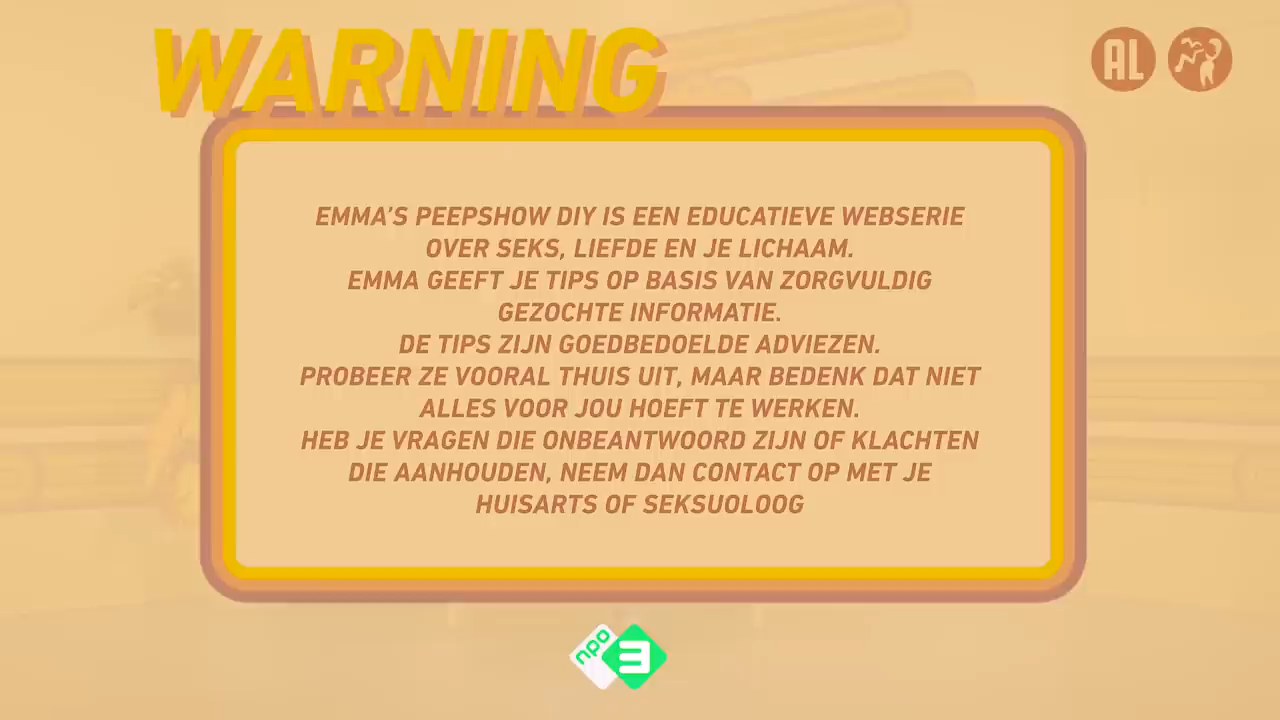 WARNING
AL
EMMA'S PEEPSHOW DIY IS EEN EDUCATIEVE WEBSERIE
OVER SEKS, LIEFDE EN JE LICHAAM.
EMMA GEEFT JE TIPS OP BASIS VAN ZORGVULDIG
GEZOCHTE INFORMATIE.
DE TIPS ZIJN GOEDBEDOELDE ADVIEZEN.
PROBEER ZE VOORAL THUIS UIT, MAAR BEDENK DAT NIET
ALLES VOOR JOU HOEFT TE WERKEN.
HEB JE VRAGEN DIE ONBEANTWOORD ZIJN OF KLACHTEN
DIE AANHOUDEN, NEEM DAN CONTACT OP MET JE
HUISARTS OF SEKSUOLOOG
npo 3